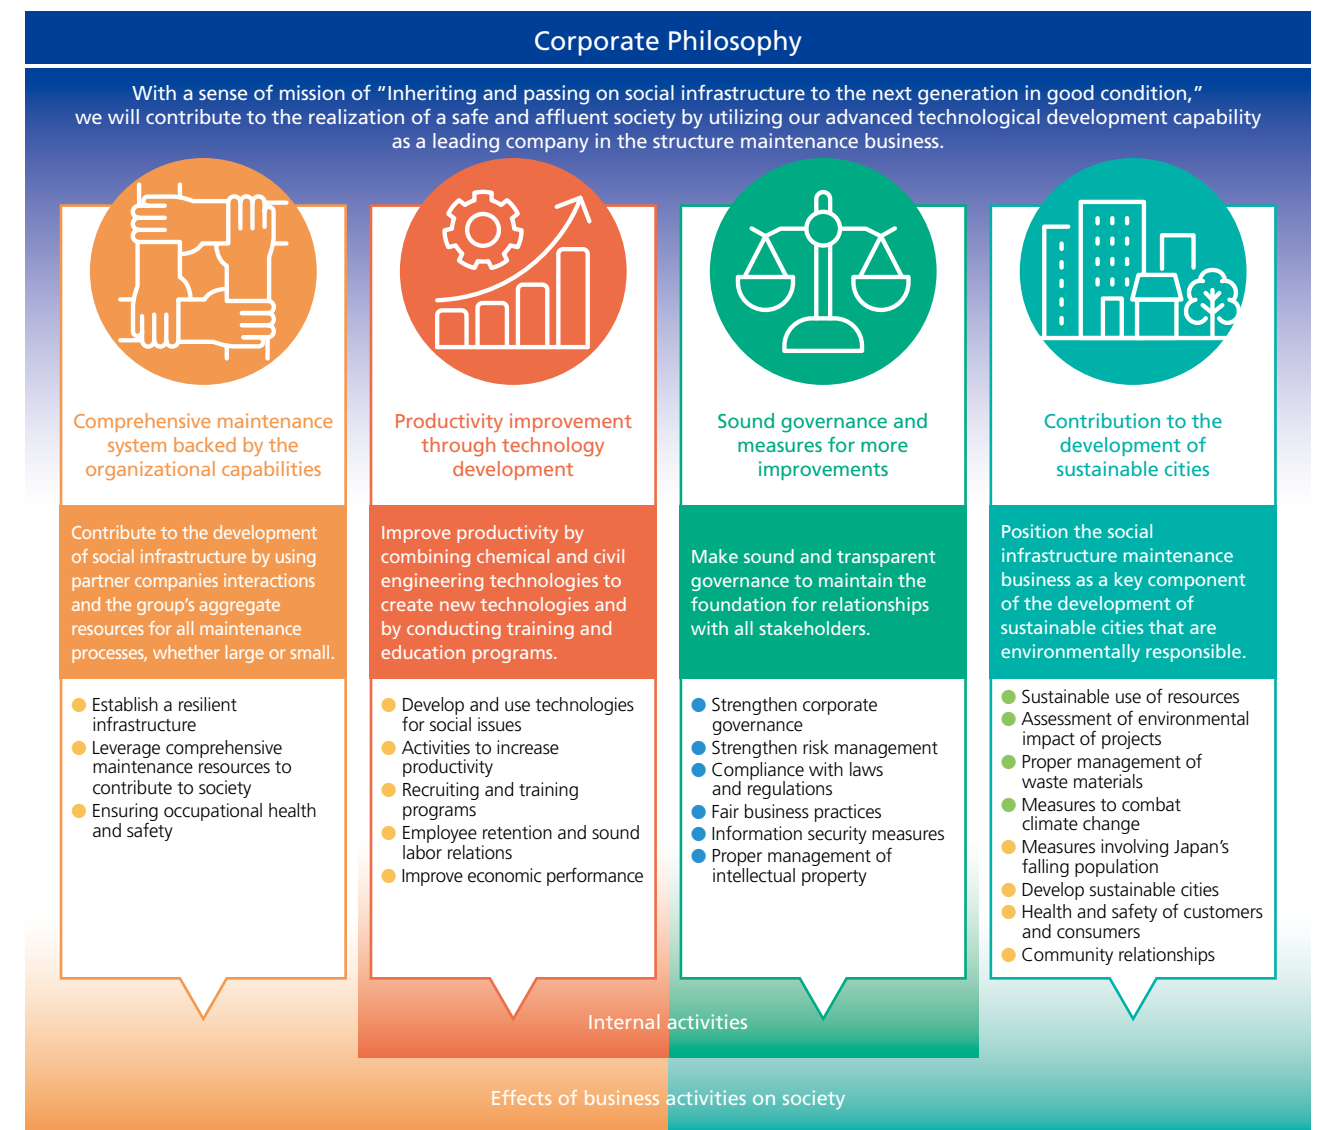 Corporate Philosophy
With a sense of mission of “Inheriting and passing on social infrastructure to the next generation in good condition,”
we will contribute to the realization of a safe and affluent society by utilizing our advanced technological development capability
as a leading company in the structure maintenance business.
Comprehensive maintenance
system backed by the
organizational capabilities
Contribute to the development
of social infrastructure by using
partner companies interactions
and the group’s aggregate
resources for all maintenance
processes, whether large or small.
Establish a resilient
infrastructure
Leverage comprehensive
maintenance resources to
contribute to society
Ensuring occupational health
and safety
Productivity improvement
through technology
development
Improve productivity by
combining chemical and civil
engineering technologies to
create new technologies and
by conducting training and
education programs.
Develop and use technologies
for social issues
Activities to increase
productivity
Recruiting and training
programs
Employee retention and sound
labor relations
Improve economic performance
Sound governance and
measures for more
improvements
Make sound and transparent
governance to maintain the
foundation for relationships
with all stakeholders.
Strengthen corporate
governance
Strengthen risk management
Compliance with laws
and regulations
Fair business practices
Information security measures
Proper management of
intellectual property
Contribution to the
development of
sustainable cities
Position the social
infrastructure maintenance
business as a key component
of the development of
sustainable cities that are
environmentally responsible.
Sustainable use of resources
Assessment of environmental
impact of projects
Proper management of
waste materials
Measures to combat
climate change
Measures involving Japan’s
falling population
Develop sustainable cities
Health and safety of customers
and consumers
Community relationships
Internal activities
Effects of business activities on society